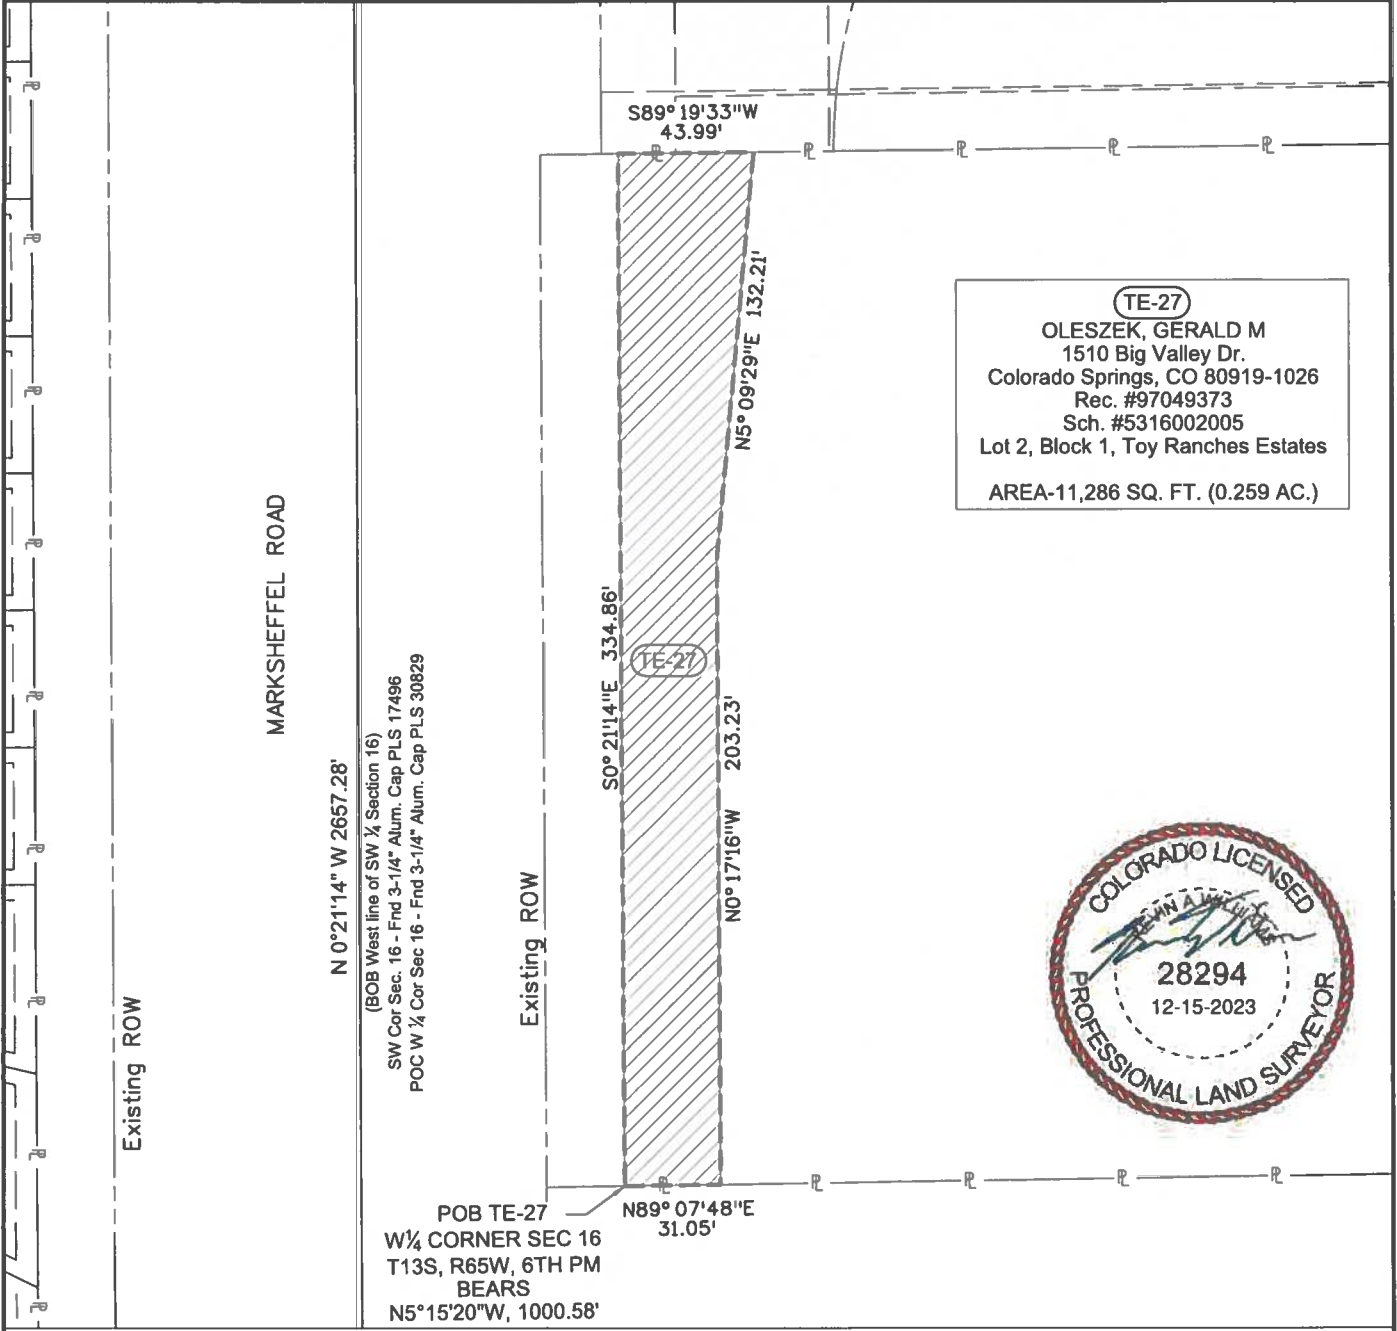 S89°19'33"W
43.99'
N5°09'29"E 132.21'
TE-27
OLESZEK, GERALD M
1510 Big Valley Dr.
Colorado Springs, CO 80919-1026
Rec. #97049373
Sch. #5316002005
Lot 2, Block 1, Toy Ranches Estates
AREA-11,286 SQ. FT. (0.259 AC.)
MARKSHEFFEL ROAD
N 0°21'14" W 2657.28'
(BOB West line of SW ¼ Section 16)
SW Cor Sec. 16 - Fnd 3-1/4" Alum. Cap PLS 17496
POC W ¼ Cor Sec 16 - Fnd 3-1/4" Alum. Cap PLS 30829
S0°21'14"E 334.86'
TE-27
N0°17'16"W 203.23'
Existing ROW
Existing ROW
COLORADO LICENSED
KEVIN A WILLIAMS
28294
12-15-2023
PROFESSIONAL LAND SURVEYOR
POB TE-27
W¼ CORNER SEC 16
T13S, R65W, 6TH PM
BEARS
N5°15'20"W, 1000.58'
N89°07'48"E
31.05'